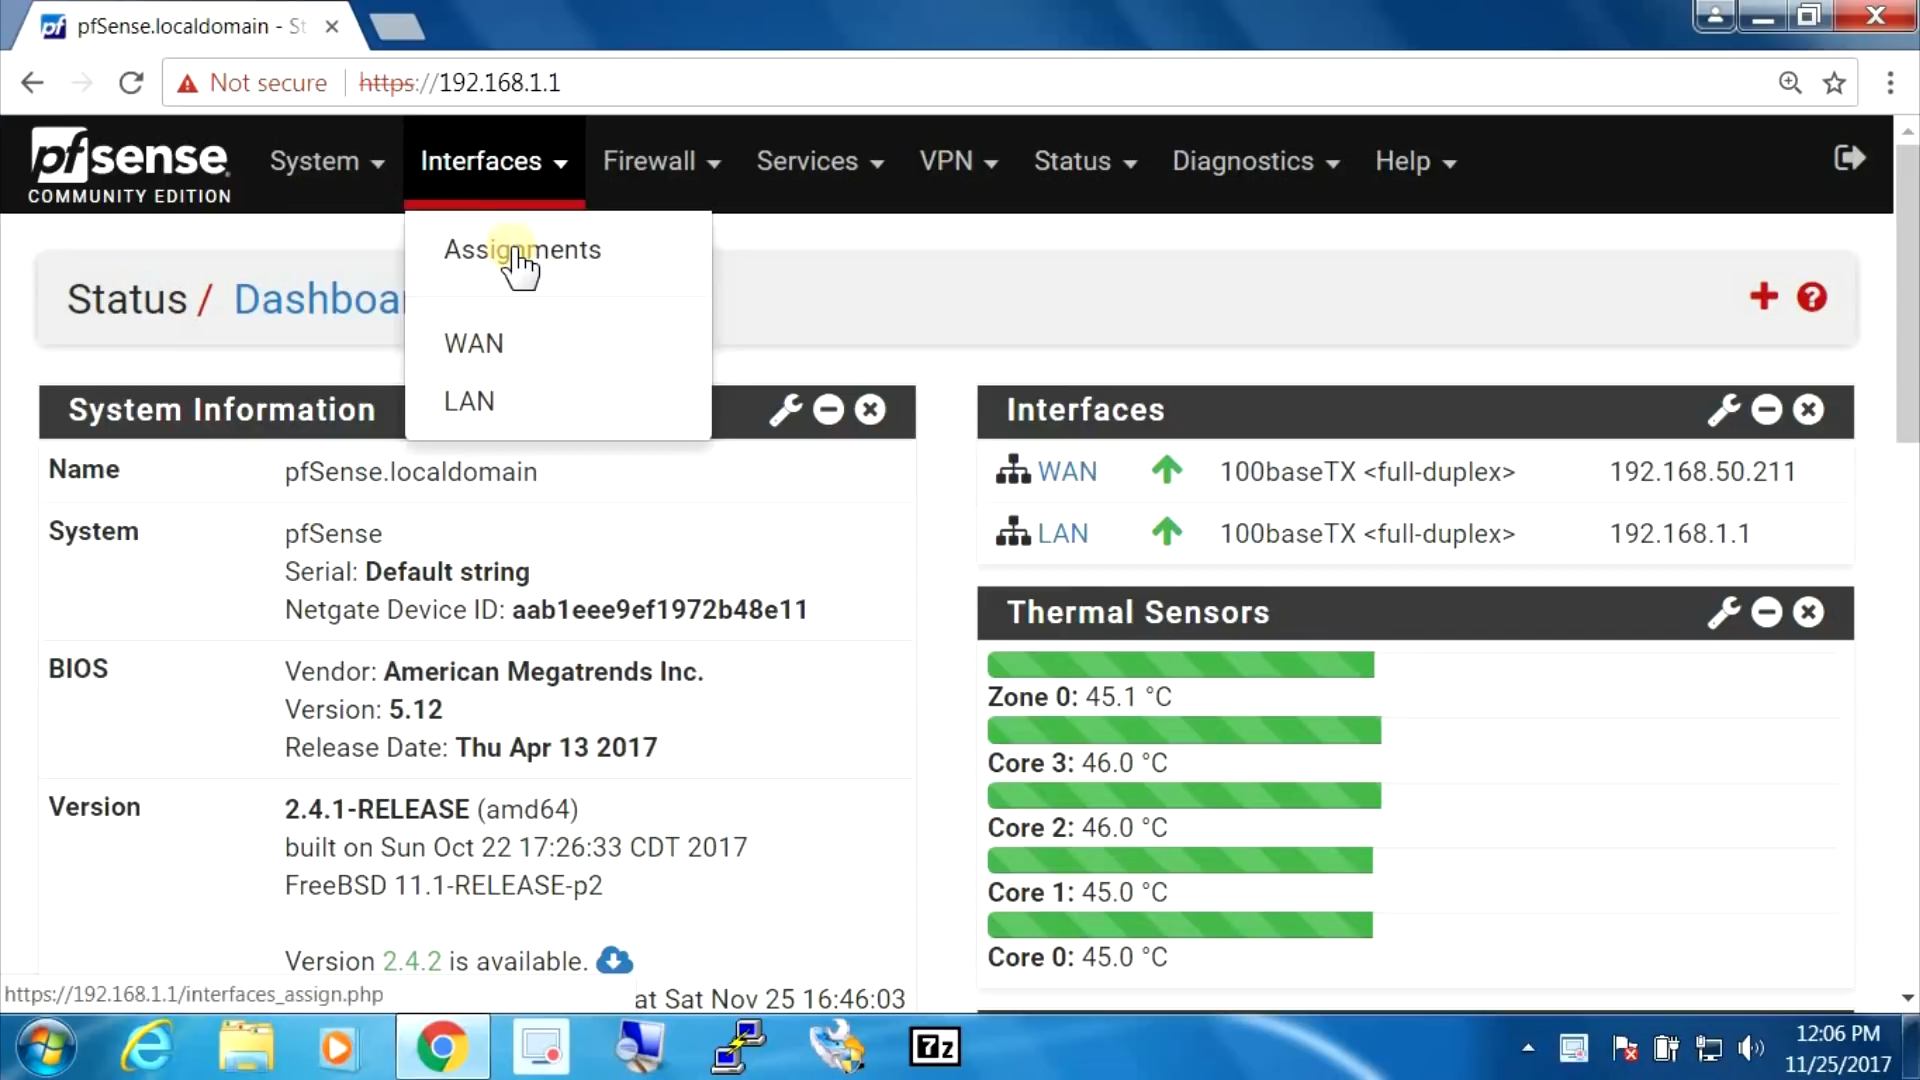 pfSense.localdomain - St
Not secure https://192.168.1.1
pfsense
COMMUNITY EDITION
System Interfaces Firewall Services VPN Status Diagnostics Help
Assignments
WAN
LAN
Status / Dashboar
System Information
Name pfSense.localdomain
System pfSense
Serial: Default string
Netgate Device ID: aab1eee9ef1972b48e11
BIOS Vendor: American Megatrends Inc.
Version: 5.12
Release Date: Thu Apr 13 2017
Version 2.4.1-RELEASE (amd64)
built on Sun Oct 22 17:26:33 CDT 2017
FreeBSD 11.1-RELEASE-p2
Version 2.4.2 is available.
at Sat Nov 25 16:46:03
https://192.168.1.1/interfaces_assign.php
Interfaces
WAN 100baseTX <full-duplex> 192.168.50.211
LAN 100baseTX <full-duplex> 192.168.1.1
Thermal Sensors
Zone 0: 45.1 °C
Core 3: 46.0 °C
Core 2: 46.0 °C
Core 1: 45.0 °C
Core 0: 45.0 °C
7z
12:06 PM
11/25/2017